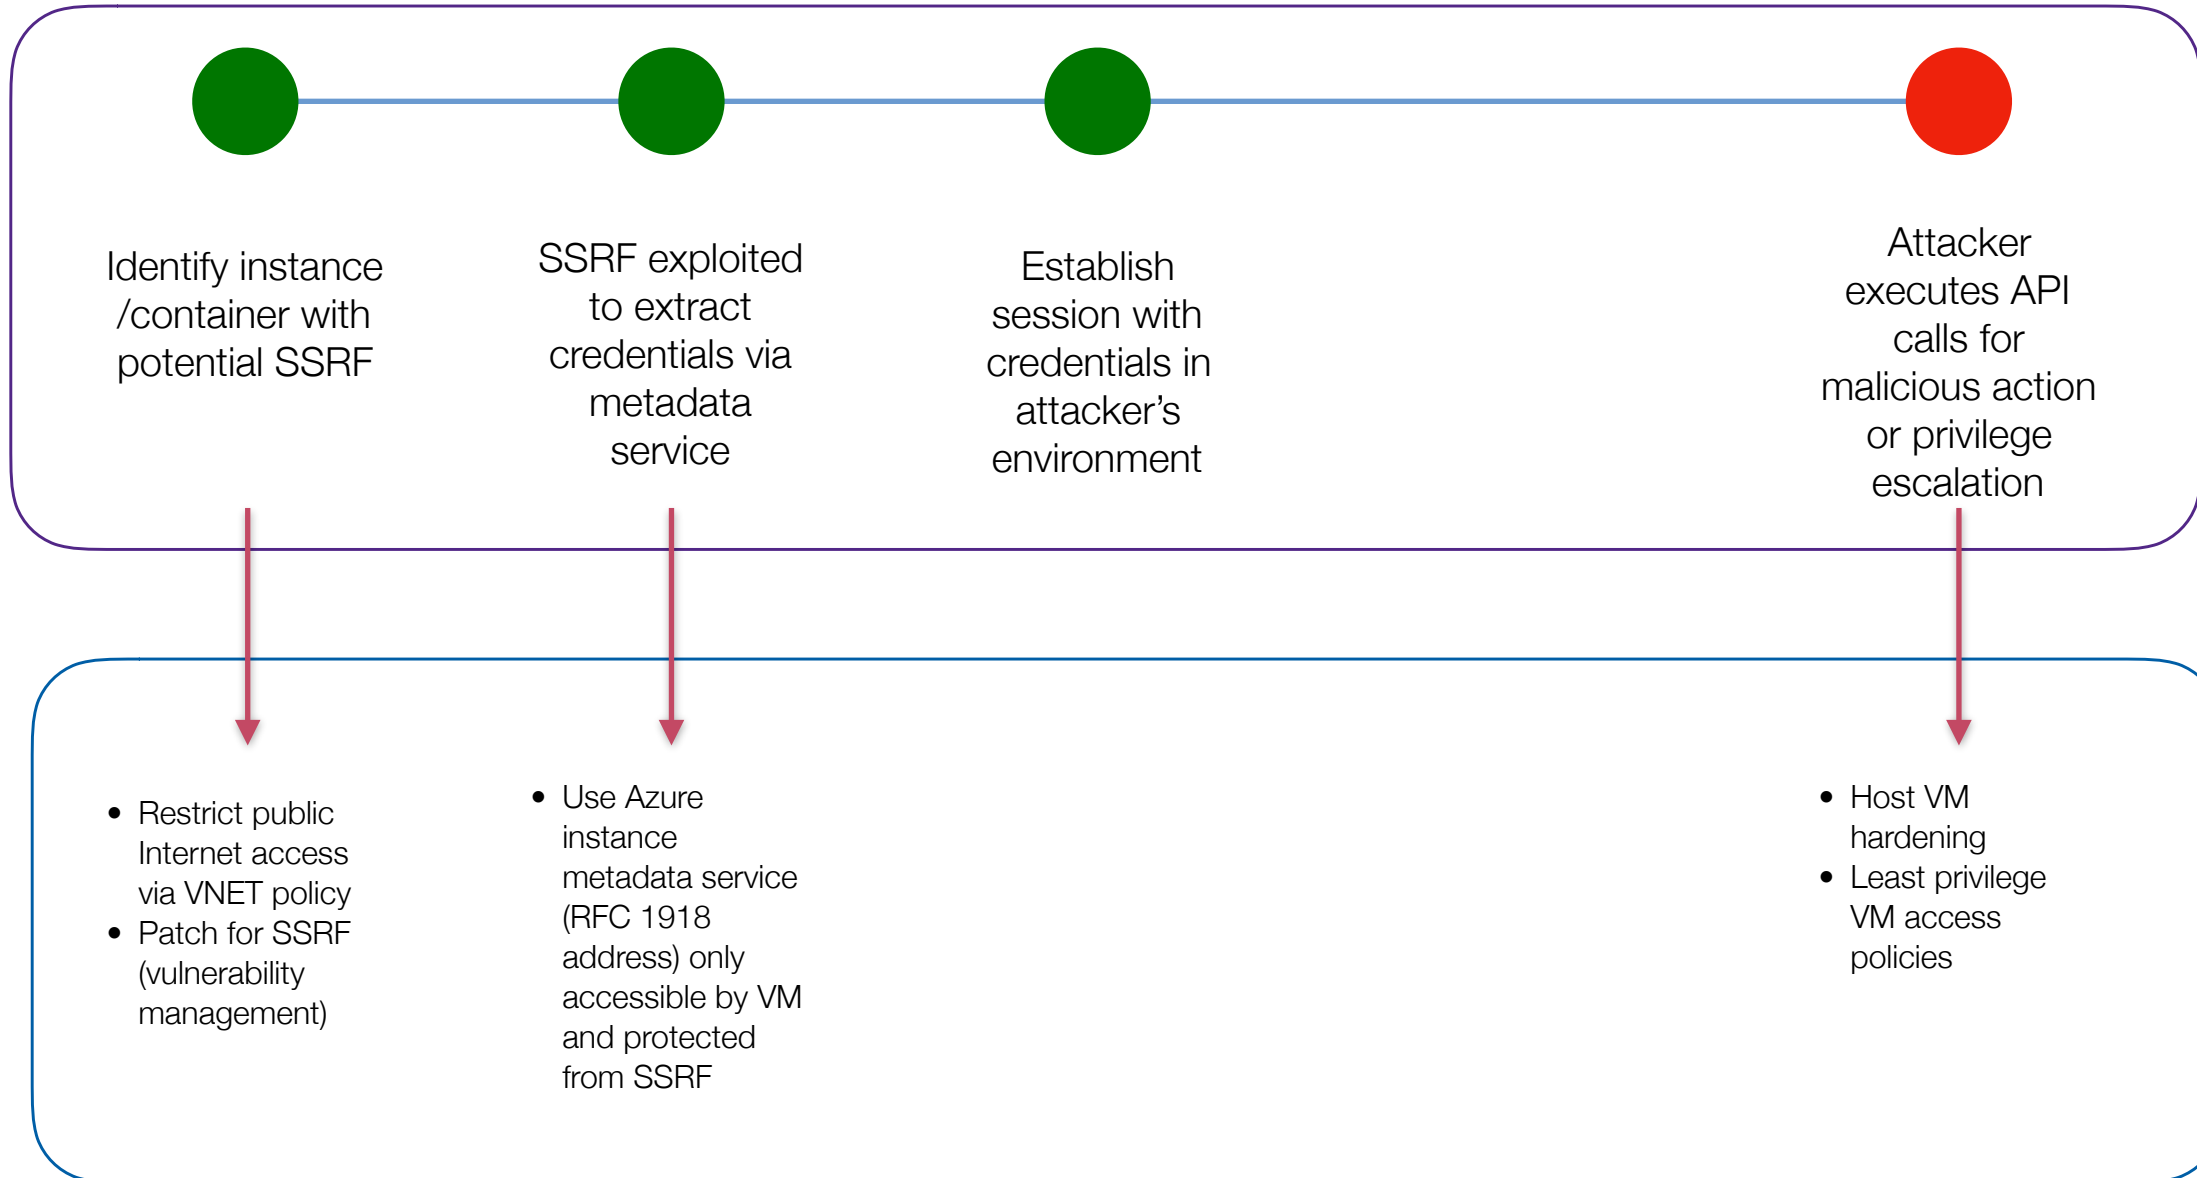 Identify instance
/container with
potential SSRF
SSRF exploited
to extract
credentials via
metadata
service
Establish
session with
credentials in
attacker’s
environment
Attacker
executes API
calls for
malicious action
or privilege
escalation
• Restrict public
Internet access
via VNET policy
• Patch for SSRF
(vulnerability
management)
• Use Azure
instance
metadata service
(RFC 1918
address) only
accessible by VM
and protected
from SSRF
• Host VM
hardening
• Least privilege
VM access
policies